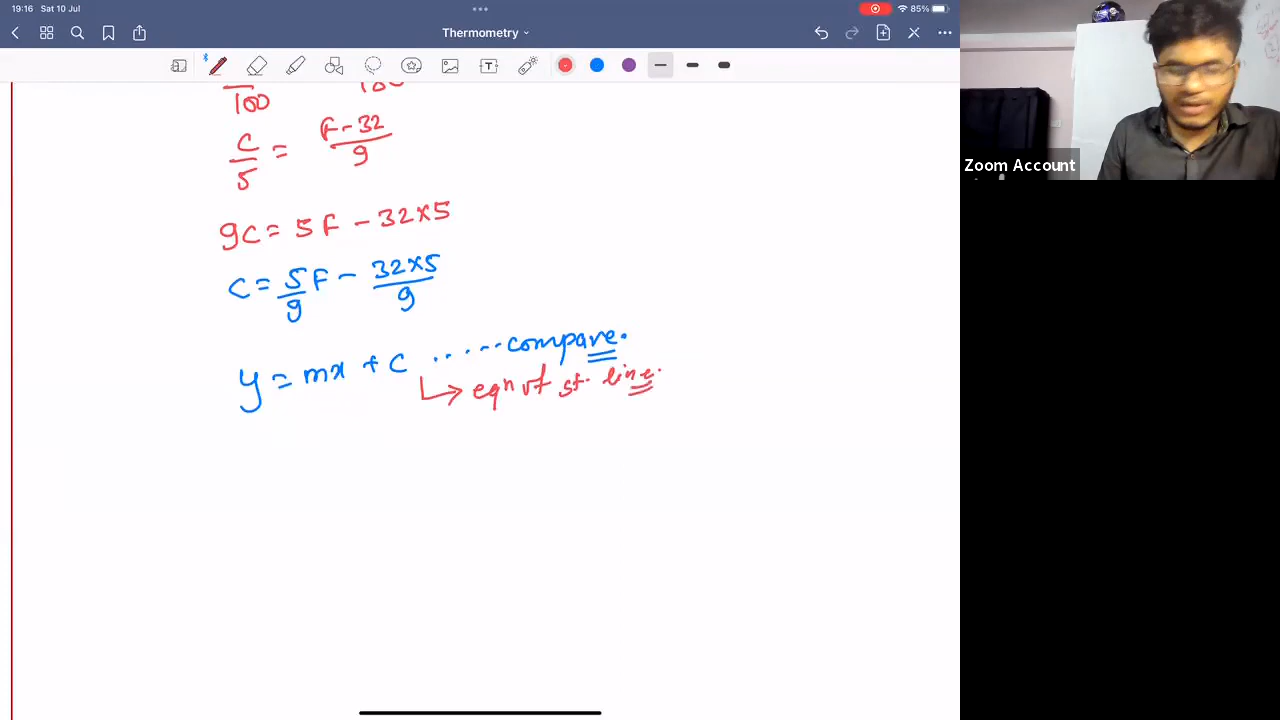 19:16 Sat 10 Jul
85%
Thermometry
T
100 100
C/5 = F-32/9
9C = 5F - 32×5
C = 5/9 F - 32×5/9
y = mx + c ...... compare.
↳ eqn of st. line.
Zoom Account